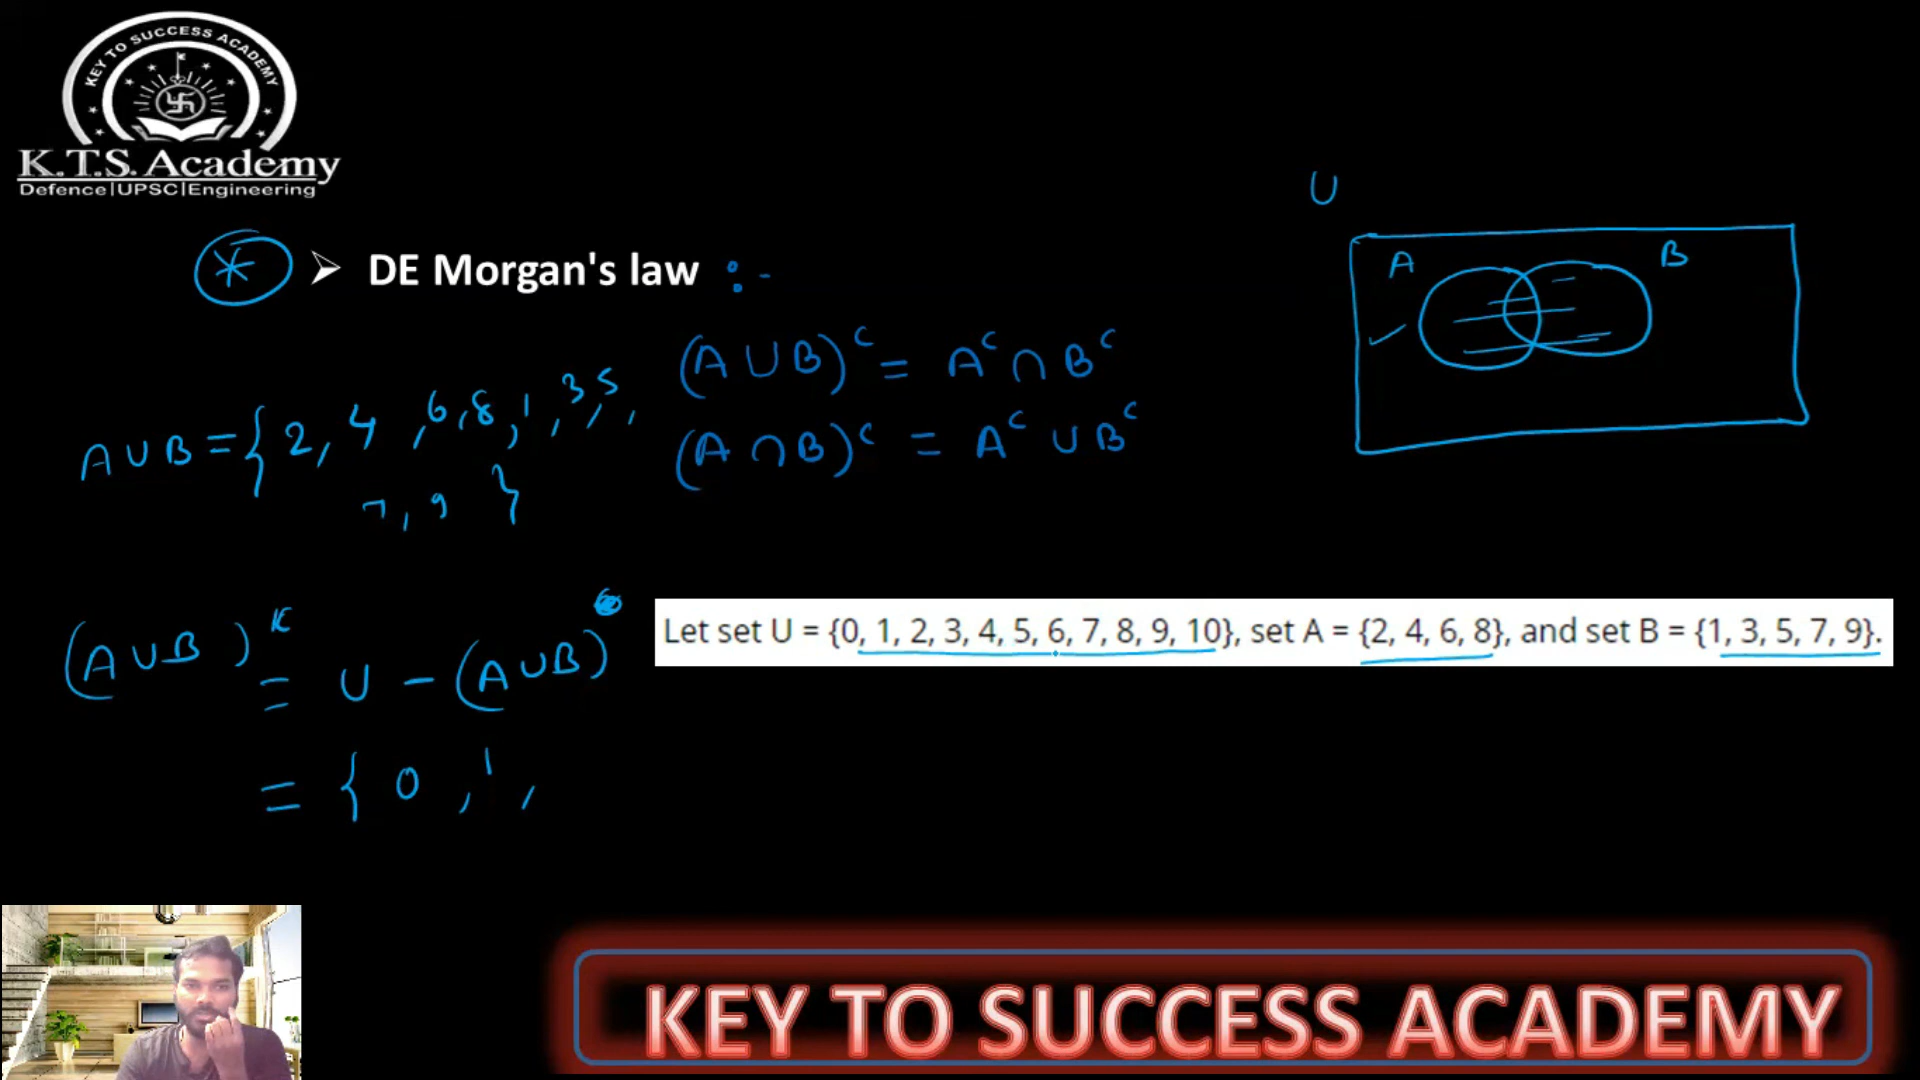 KEY TO SUCCESS ACADEMY
K.T.S. Academy
Defence|UPSC|Engineering
* ➢ DE Morgan's law :-
U
A B
(A ∪ B)ᶜ = Aᶜ ∩ Bᶜ
(A ∩ B)ᶜ = Aᶜ ∪ Bᶜ
A ∪ B = { 2, 4, 6, 8, 1, 3, 5,
7, 9 }
(A ∪ B)ᶜ = U - (A ∪ B)
= { 0, 1,
Let set U = {0, 1, 2, 3, 4, 5, 6, 7, 8, 9, 10}, set A = {2, 4, 6, 8}, and set B = {1, 3, 5, 7, 9}.
KEY TO SUCCESS ACADEMY